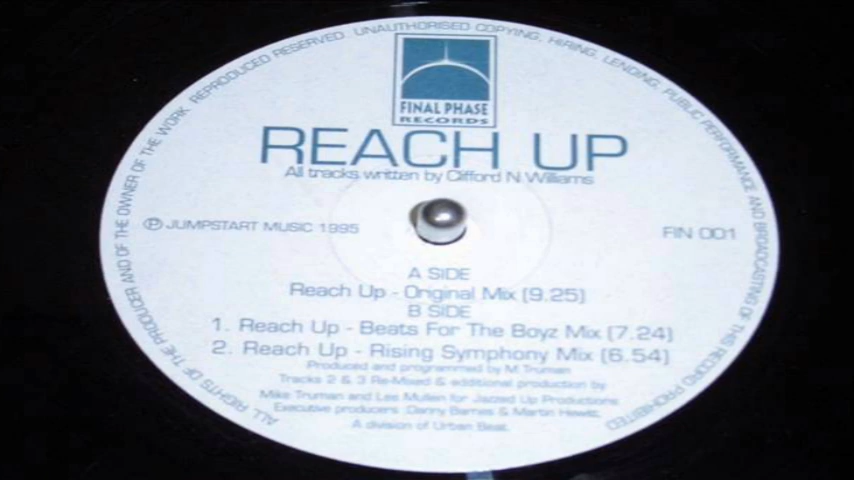 ALL RIGHTS OF THE PRODUCER AND OF THE OWNER OF THE WORK REPRODUCED RESERVED. UNAUTHORISED COPYING, HIRING, LENDING, PUBLIC PERFORMANCE AND BROADCASTING OF THIS RECORD PROHIBITED
FINAL PHASE
RECORDS
REACH UP
All tracks written by Clifford N Williams
Ⓟ JUMPSTART MUSIC 1995
FIN 001
A SIDE
Reach Up - Original Mix (9.25)
B SIDE
1. Reach Up - Beats For The Boyz Mix (7.24)
2. Reach Up - Rising Symphony Mix (6.54)
Produced and programmed by M Truman
Tracks 2 & 3 Re-Mixed & additional production by
Mike Truman and Lee Mullen for Jazzed Up Productions
Executive producers :Danny Barnes & Martin Hewitt.
A division of Urban Beat.